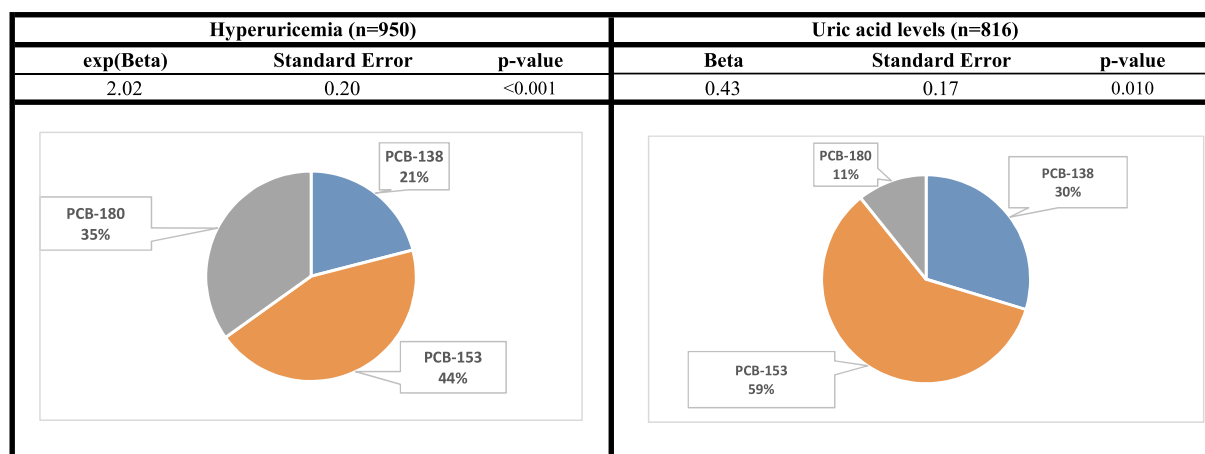 Hyperuricemia (n=950)
exp(Beta) Standard Error p-value
2.02 0.20 <0.001
PCB-138
21%
PCB-180
35%
PCB-153
44%
Uric acid levels (n=816)
Beta Standard Error p-value
0.43 0.17 0.010
PCB-180
11%
PCB-138
30%
PCB-153
59%